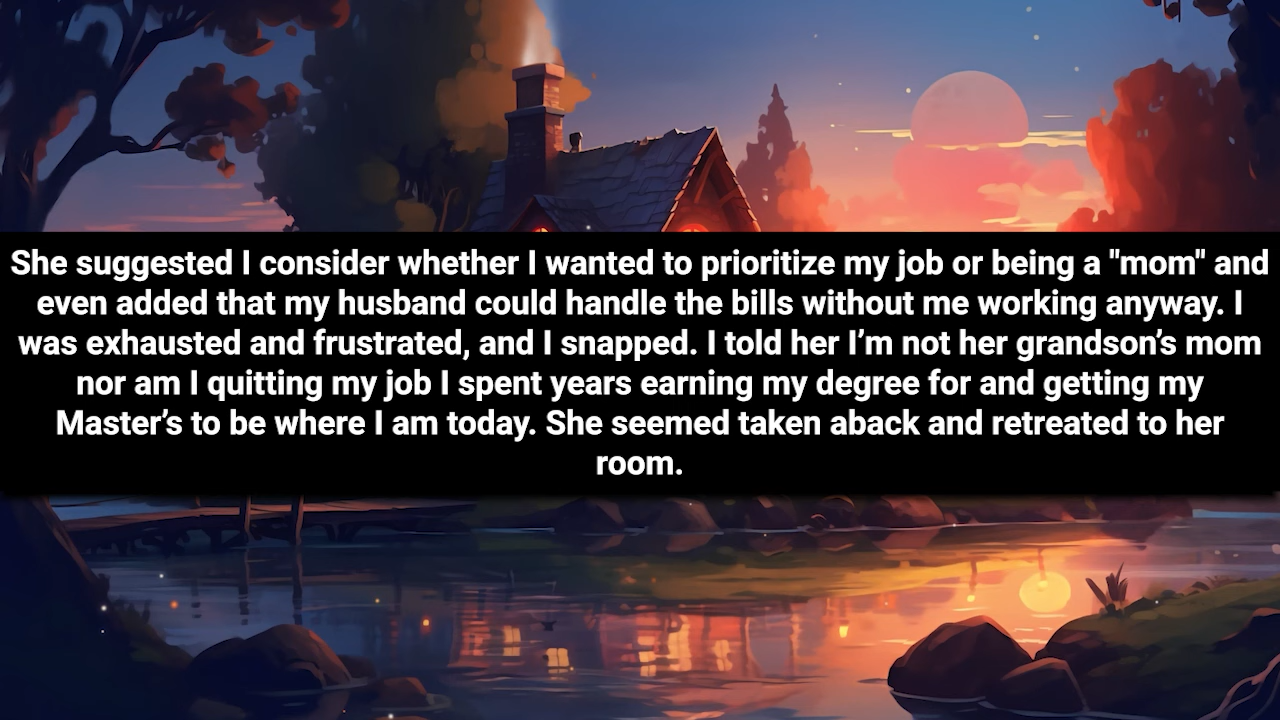 She suggested I consider whether I wanted to prioritize my job or being a "mom" and
even added that my husband could handle the bills without me working anyway. I
was exhausted and frustrated, and I snapped. I told her I’m not her grandson’s mom
nor am I quitting my job I spent years earning my degree for and getting my
Master’s to be where I am today. She seemed taken aback and retreated to her
room.